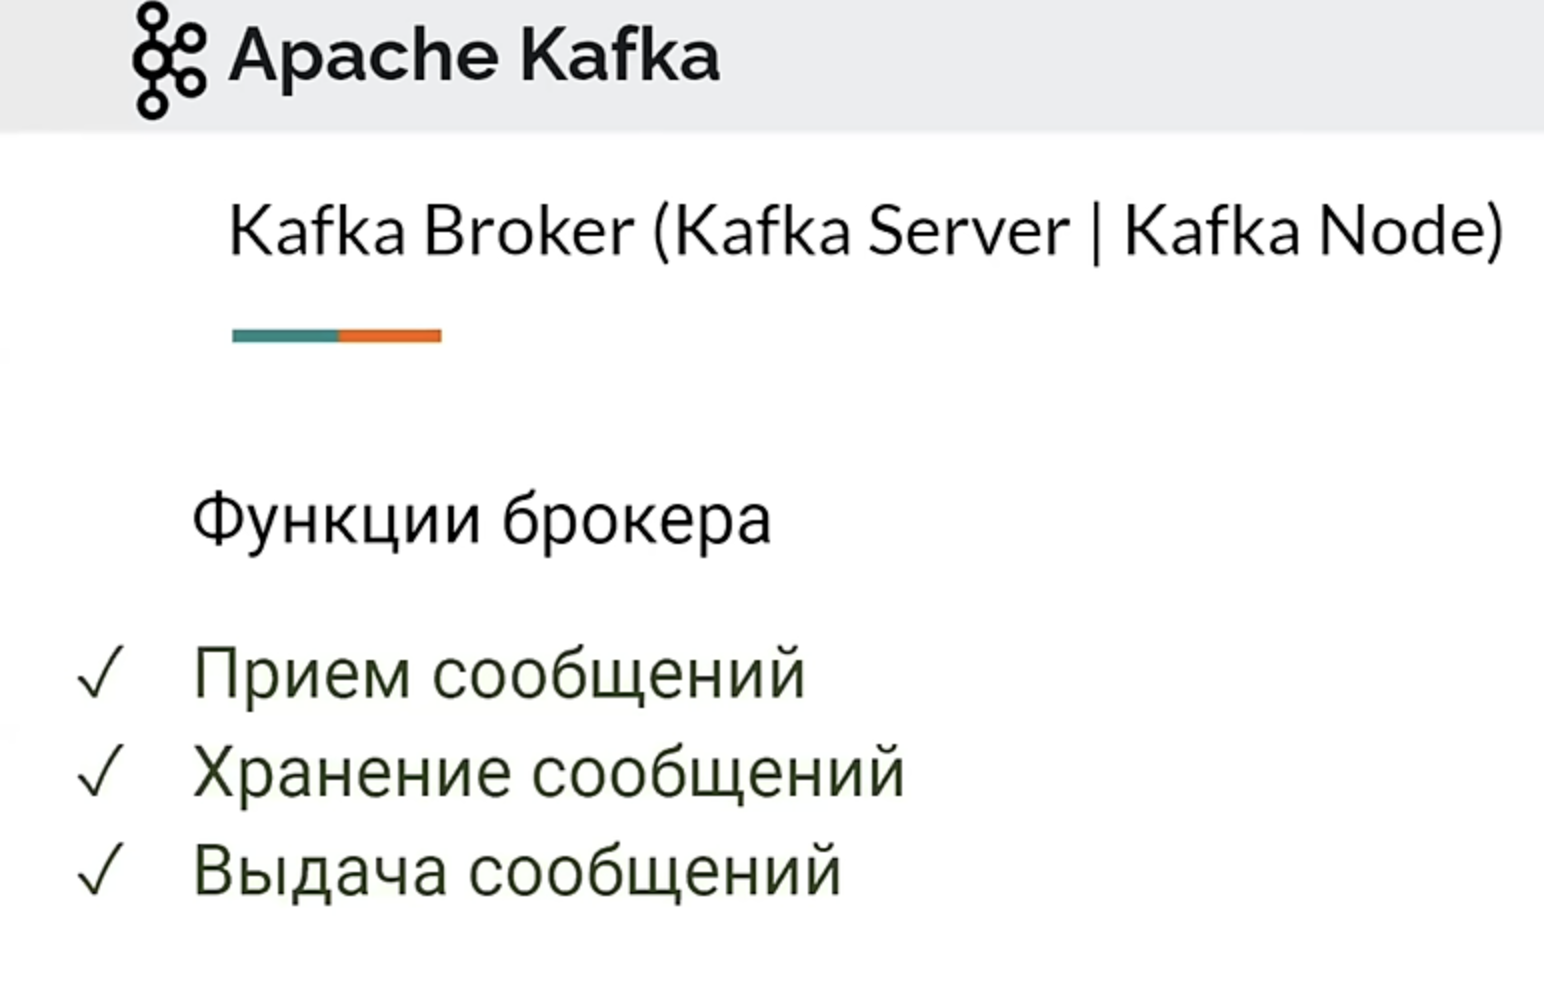 Apache Kafka
Kafka Broker (Kafka Server | Kafka Node)
Функции брокера
✓ Прием сообщений
✓ Хранение сообщений
✓ Выдача сообщений